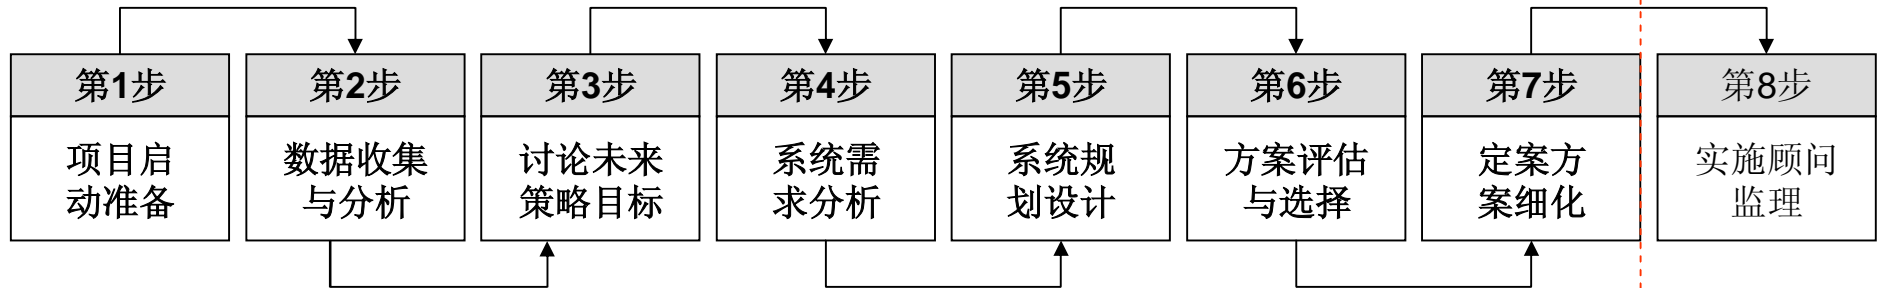 第1步
项目启
动准备
第2步
数据收集
与分析
第3步
讨论未来
策略目标
第4步
系统需
求分析
第5步
系统规
划设计
第6步
方案评估
与选择
第7步
定案方
案细化
第8步
实施顾问
监理